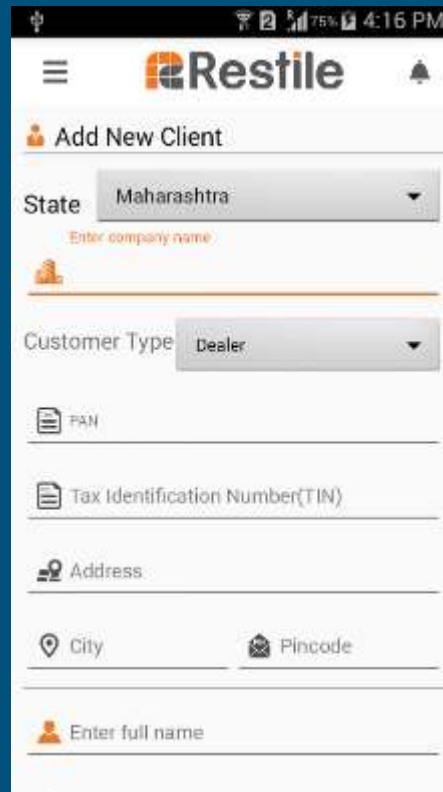 2 75% 4:16 PM
Restile
Add New Client
State Maharashtra
Enter company name
Customer Type Dealer
PAN
Tax Identification Number(TIN)
Address
City Pincode
Enter full name